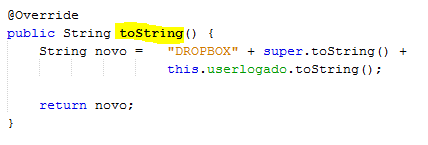 @Override
public String toString() {
String novo = "DROPBOX" + super.toString() +
this.userlogado.toString();
return novo;
}